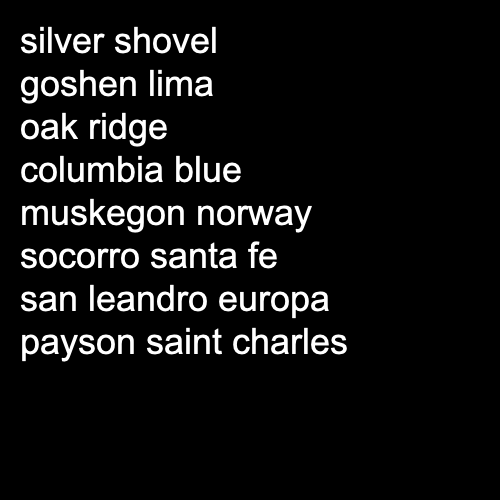 silver shovel
goshen lima
oak ridge
columbia blue
muskegon norway
socorro santa fe
san leandro europa
payson saint charles